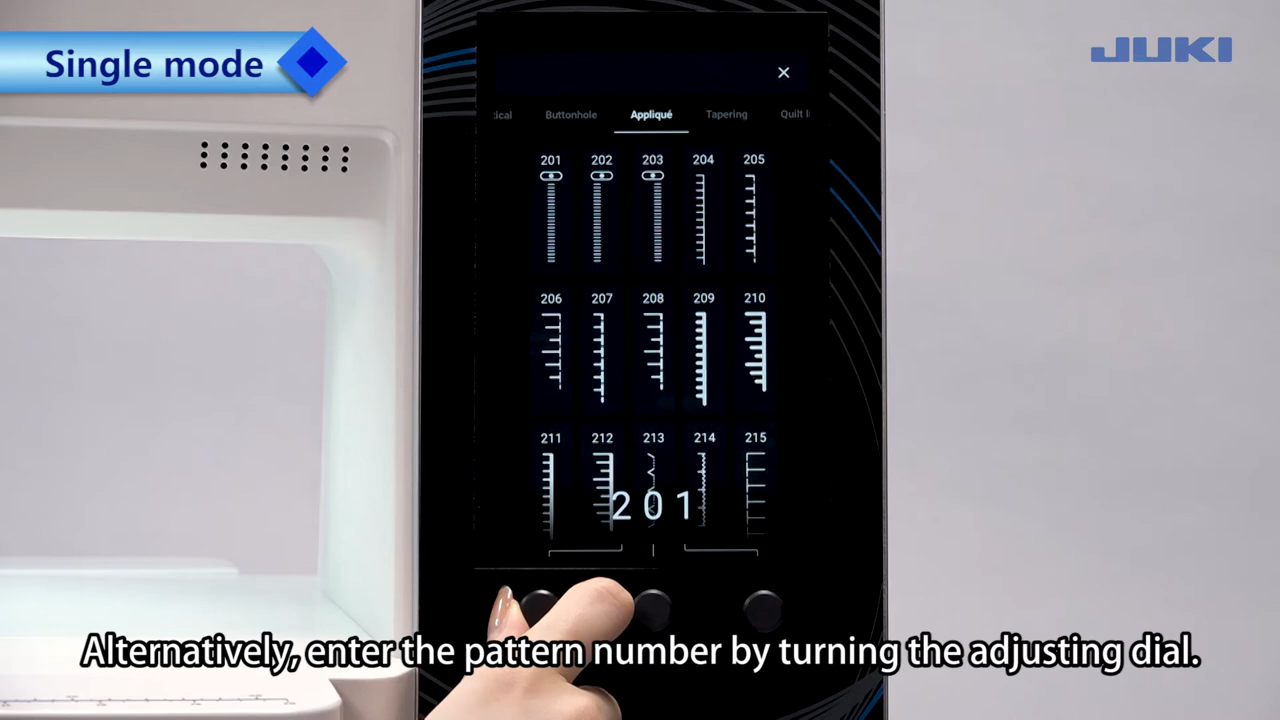 Single mode
JUKI
tical Buttonhole Appliqué Tapering Quilt li
201 202 203 204 205
206 207 208 209 210
211 212 213 214 215
201
Alternatively, enter the pattern number by turning the adjusting dial.